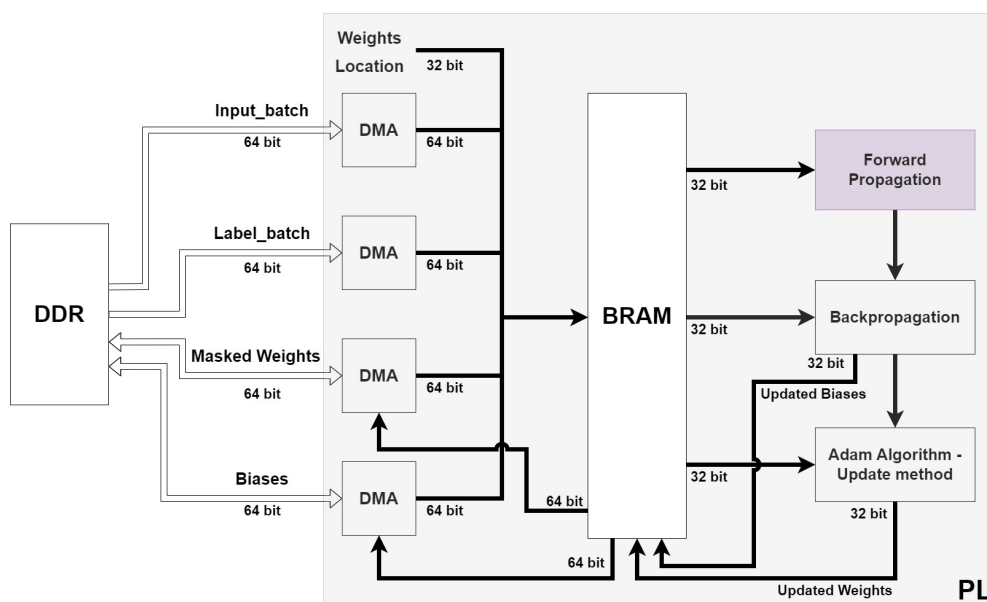 Weights
Location
32 bit
Input_batch
64 bit
DMA
64 bit
Forward
Propagation
32 bit
Label_batch
64 bit
DMA
64 bit
DDR
BRAM
32 bit
Backpropagation
Masked Weights
64 bit
DMA
64 bit
32 bit
Updated Biases
Adam Algorithm -
Update method
32 bit
Biases
64 bit
DMA
64 bit
64 bit
32 bit
64 bit
Updated Weights
PL